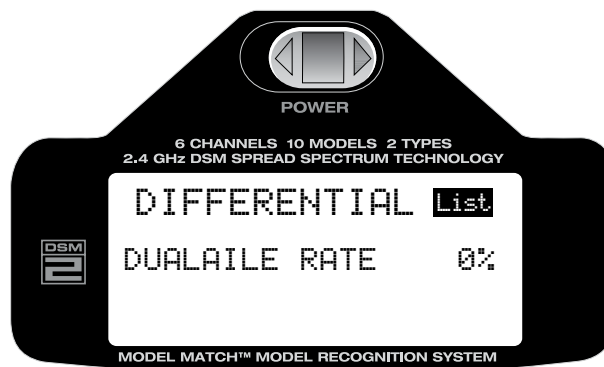 POWER
6 CHANNELS 10 MODELS 2 TYPES
2.4 GHz DSM SPREAD SPECTRUM TECHNOLOGY
DIFFERENTIAL List
DSM
2
DUALAILE RATE 0%
MODEL MATCH™ MODEL RECOGNITION SYSTEM